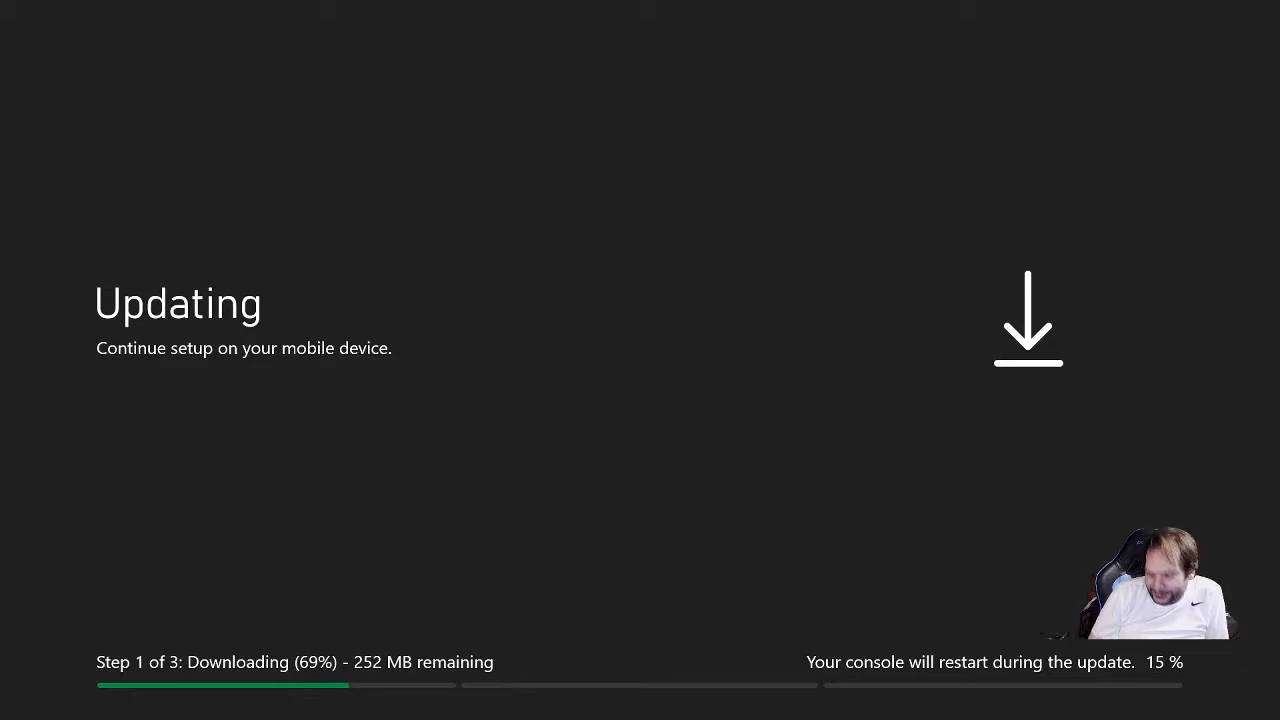 Updating
Continue setup on your mobile device.
Step 1 of 3: Downloading (69%) - 252 MB remaining
Your console will restart during the update. 15 %